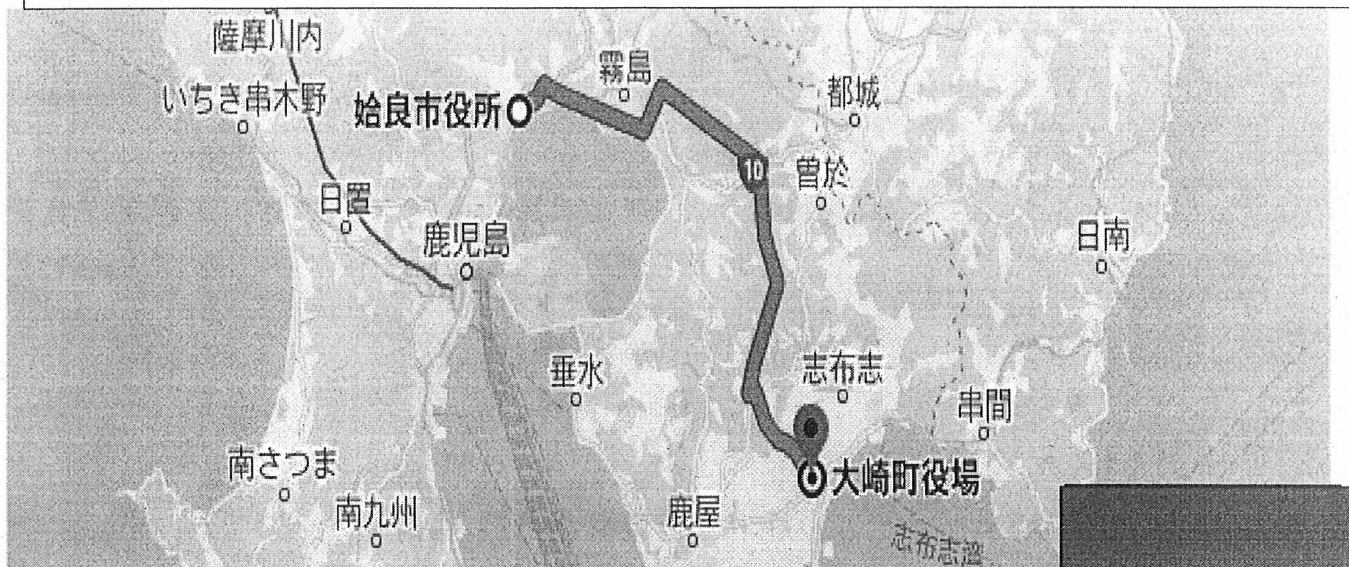 薩摩川内
霧島
いちき串木野
姶良市役所
都城
10
曽於
日置
鹿児島
日南
垂水
志布志
串間
南さつま
大崎町役場
南九州
鹿屋
志布志湾